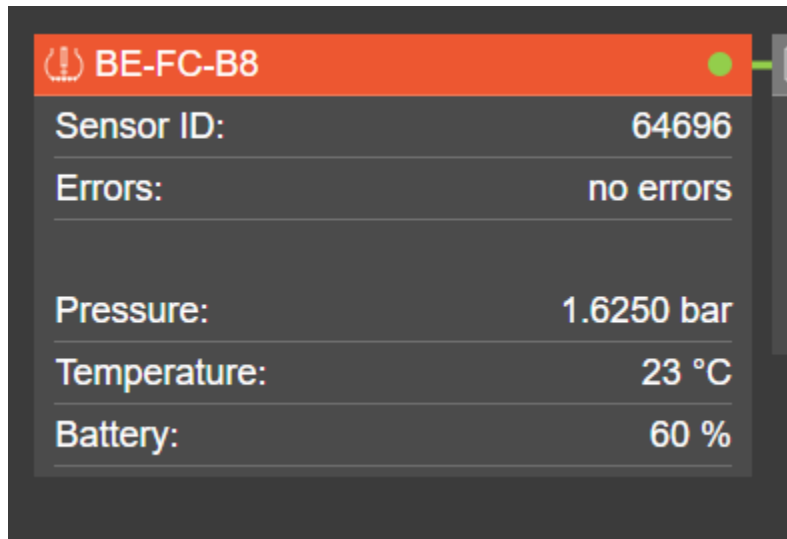 BE-FC-B8
Sensor ID: 64696
Errors: no errors
Pressure: 1.6250 bar
Temperature: 23 °C
Battery: 60 %